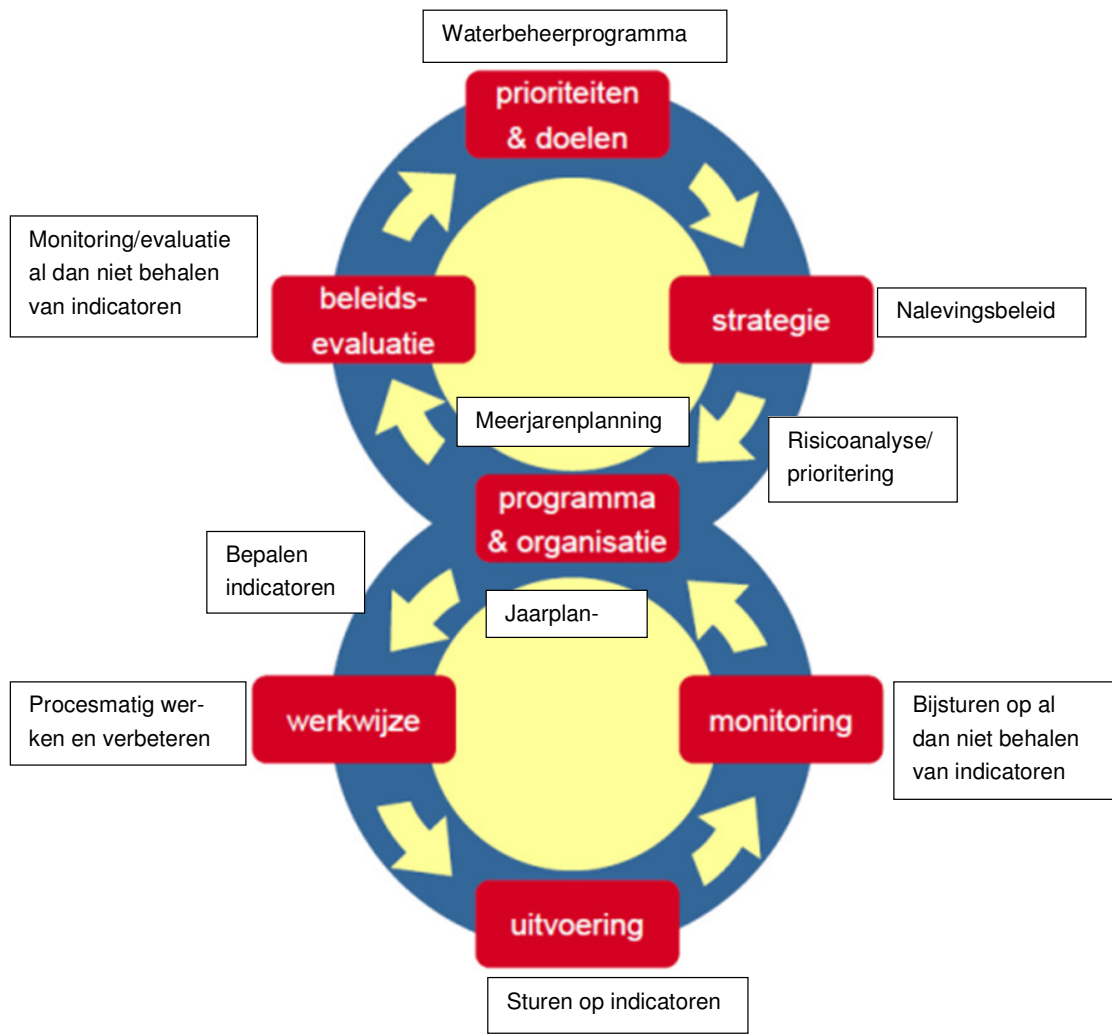 Waterbeheerprogramma
prioriteiten
& doelen
Monitoring/evaluatie
al dan niet behalen
van indicatoren
beleids-
evaluatie
strategie
Nalevingsbeleid
Meerjarenplanning
Risicoanalyse/
prioritering
programma
& organisatie
Bepalen
indicatoren
Jaarplan-
Procesmatig wer-
ken en verbeteren
werkwijze
monitoring
Bijsturen op al
dan niet behalen
van indicatoren
uitvoering
Sturen op indicatoren